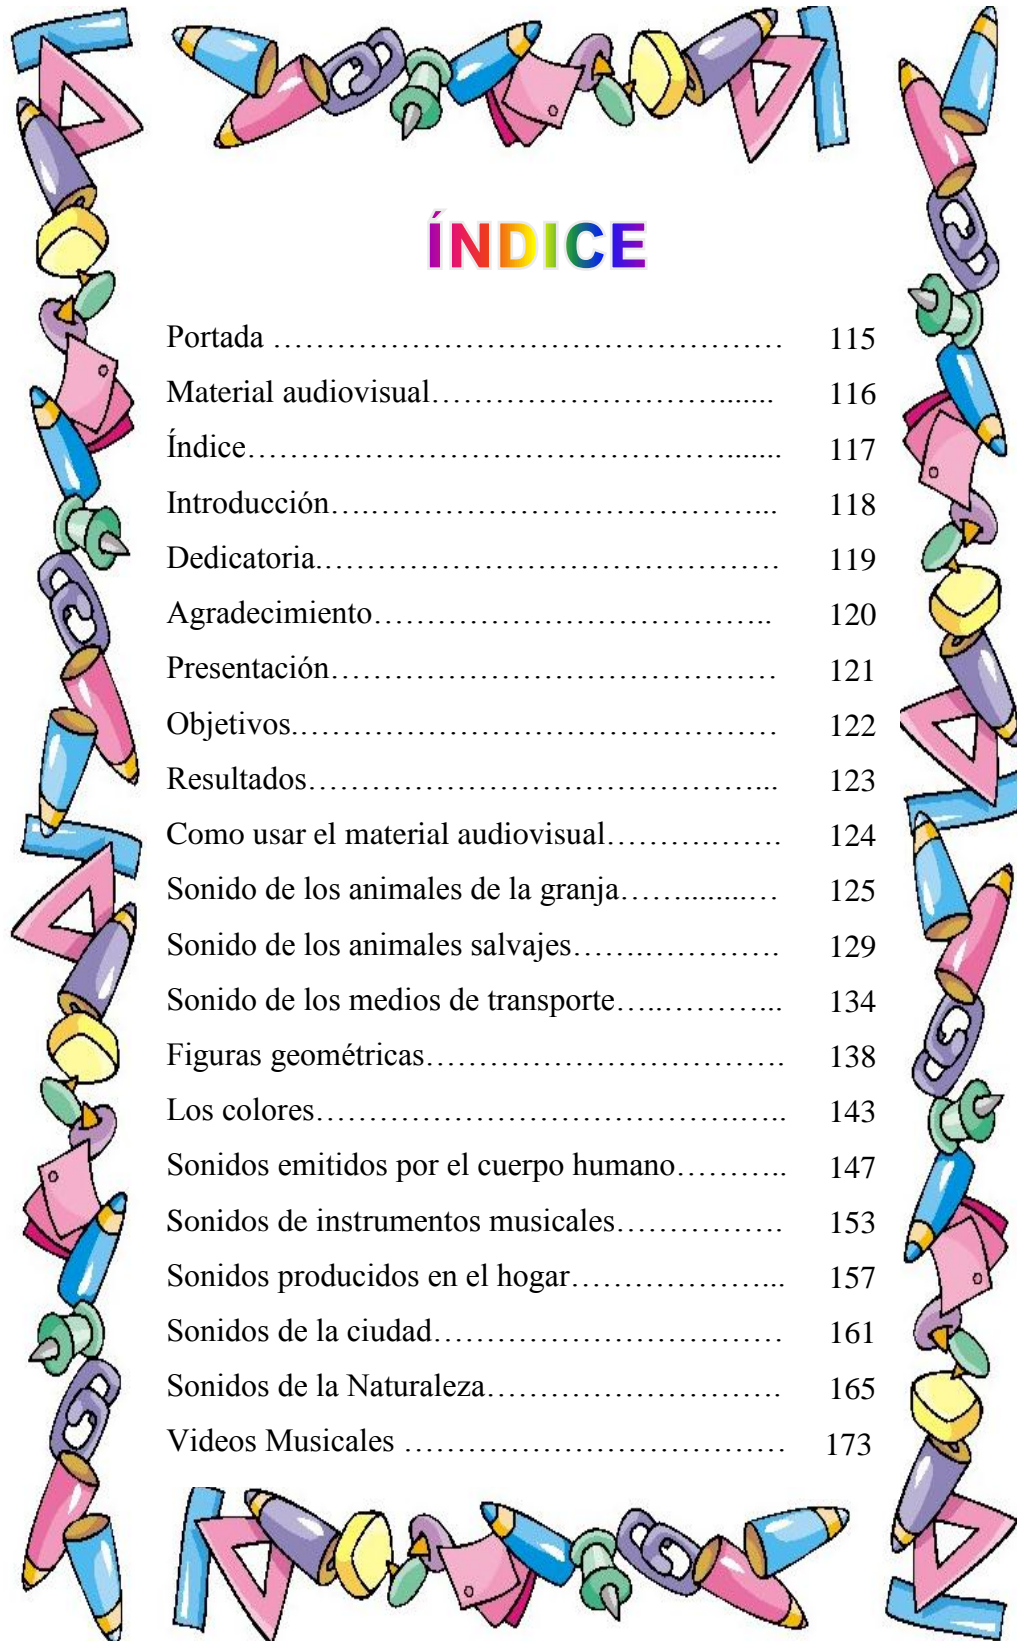 ÍNDICE
Portada …………………………………………. 115
Material audiovisual………………………....... 116
Índice………………………………………....... 117
Introducción….………………………………... 118
Dedicatoria.……………………………………. 119
Agradecimiento……………………………….. 120
Presentación…………………………………… 121
Objetivos.……………………………………… 122
Resultados……………………………………... 123
Como usar el material audiovisual………….…. 124
Sonido de los animales de la granja……........… 125
Sonido de los animales salvajes…….…………. 129
Sonido de los medios de transporte…..………... 134
Figuras geométricas……………………………. 138
Los colores…………………………………….. 143
Sonidos emitidos por el cuerpo humano……….. 147
Sonidos de instrumentos musicales……………. 153
Sonidos producidos en el hogar………………... 157
Sonidos de la ciudad……………………………. 161
Sonidos de la Naturaleza………………………. 165
Videos Musicales ……………………………… 173